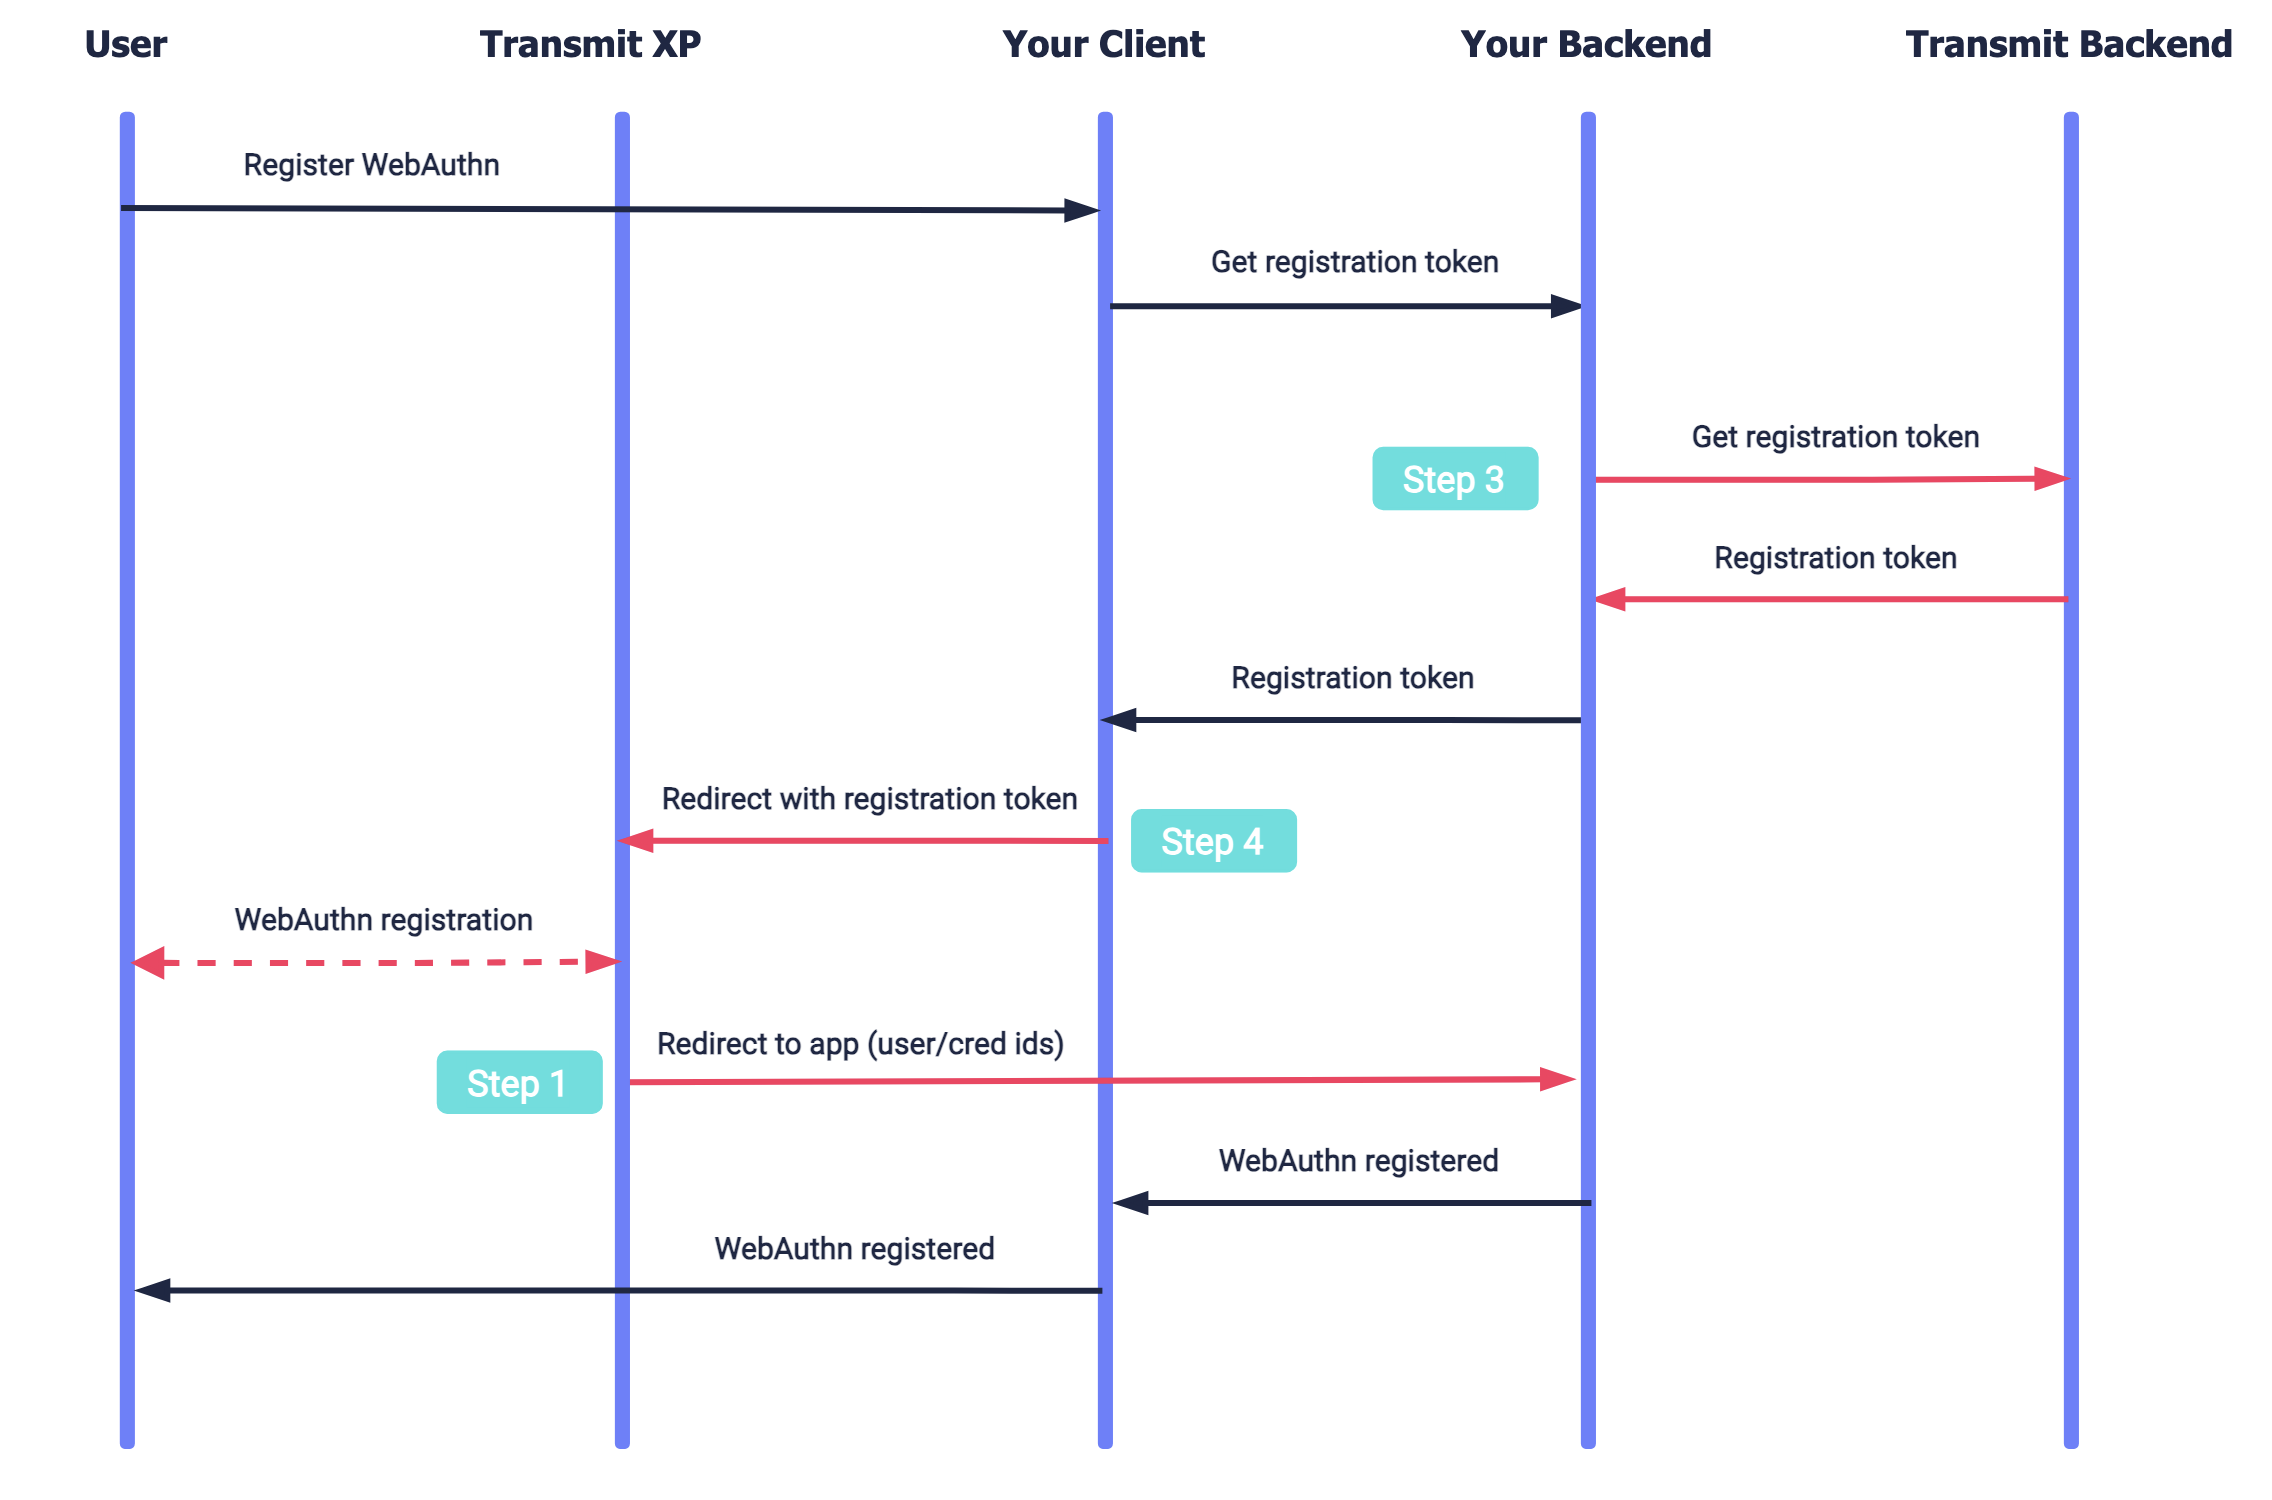 User
Transmit XP
Your Client
Your Backend
Transmit Backend
Register WebAuthn
Get registration token
Get registration token
Step 3
Registration token
Registration token
Redirect with registration token
Step 4
WebAuthn registration
Redirect to app (user/cred ids)
Step 1
WebAuthn registered
WebAuthn registered